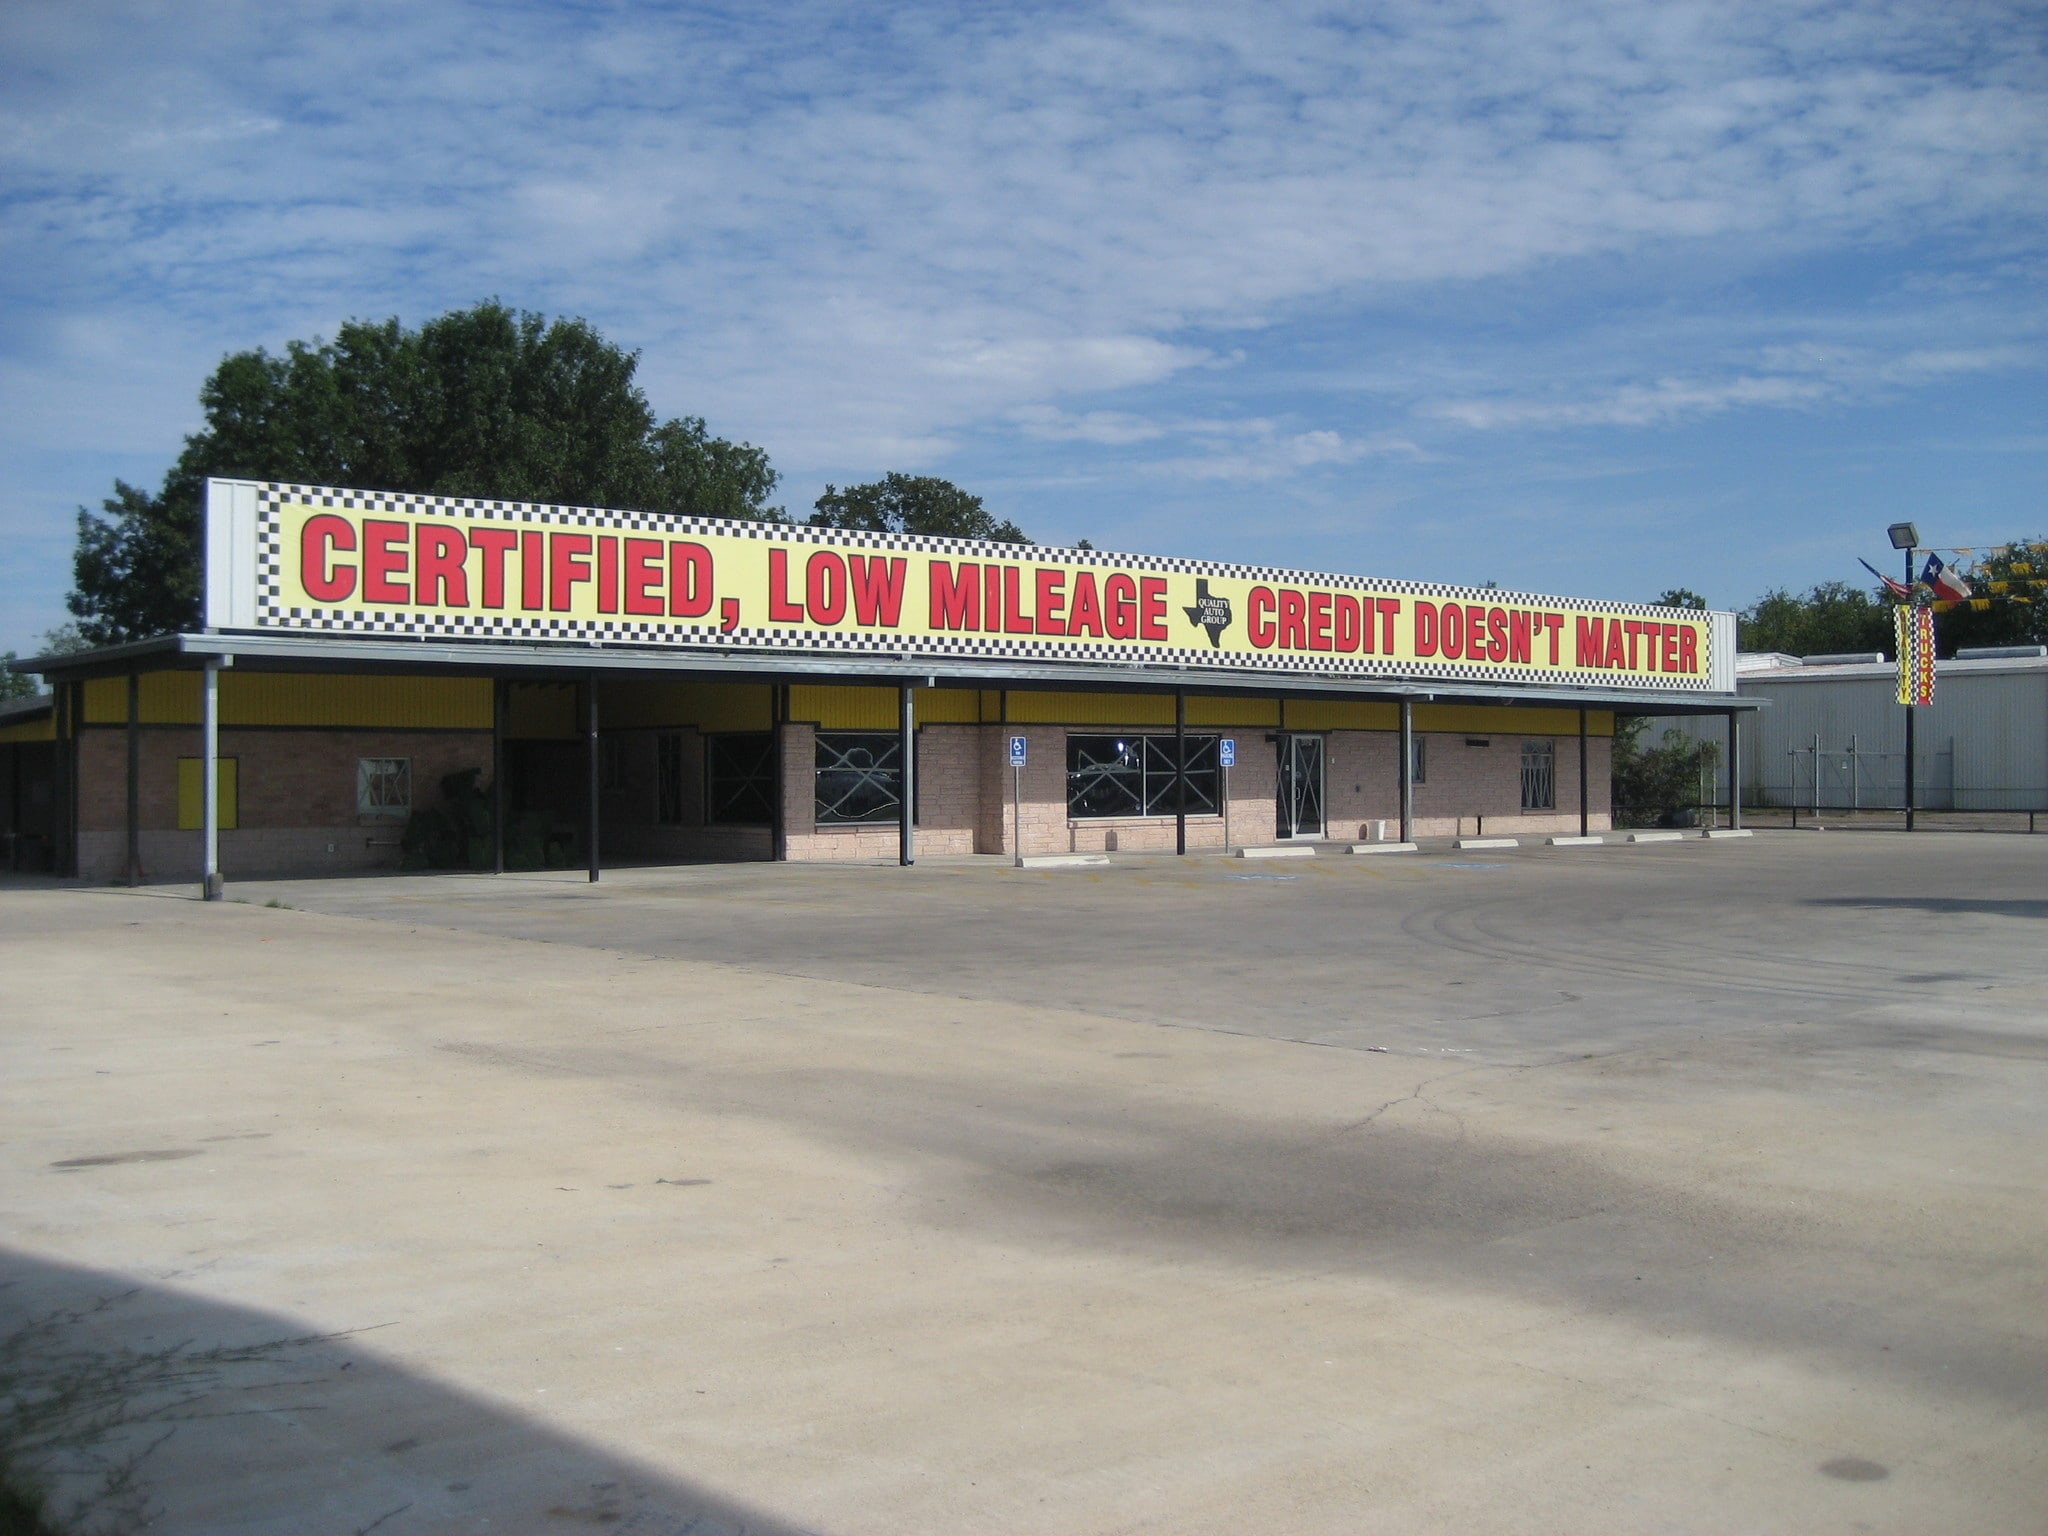 CERTIFIED, LOW MILEAGE
QUALITY
AUTO
GROUP
CREDIT DOESN'T MATTER
TRUCKS